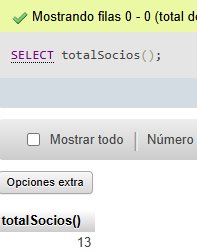 Mostrando filas 0 - 0 (total de
SELECT totalSocios();
Mostrar todo | Número
Opciones extra
totalSocios()
13